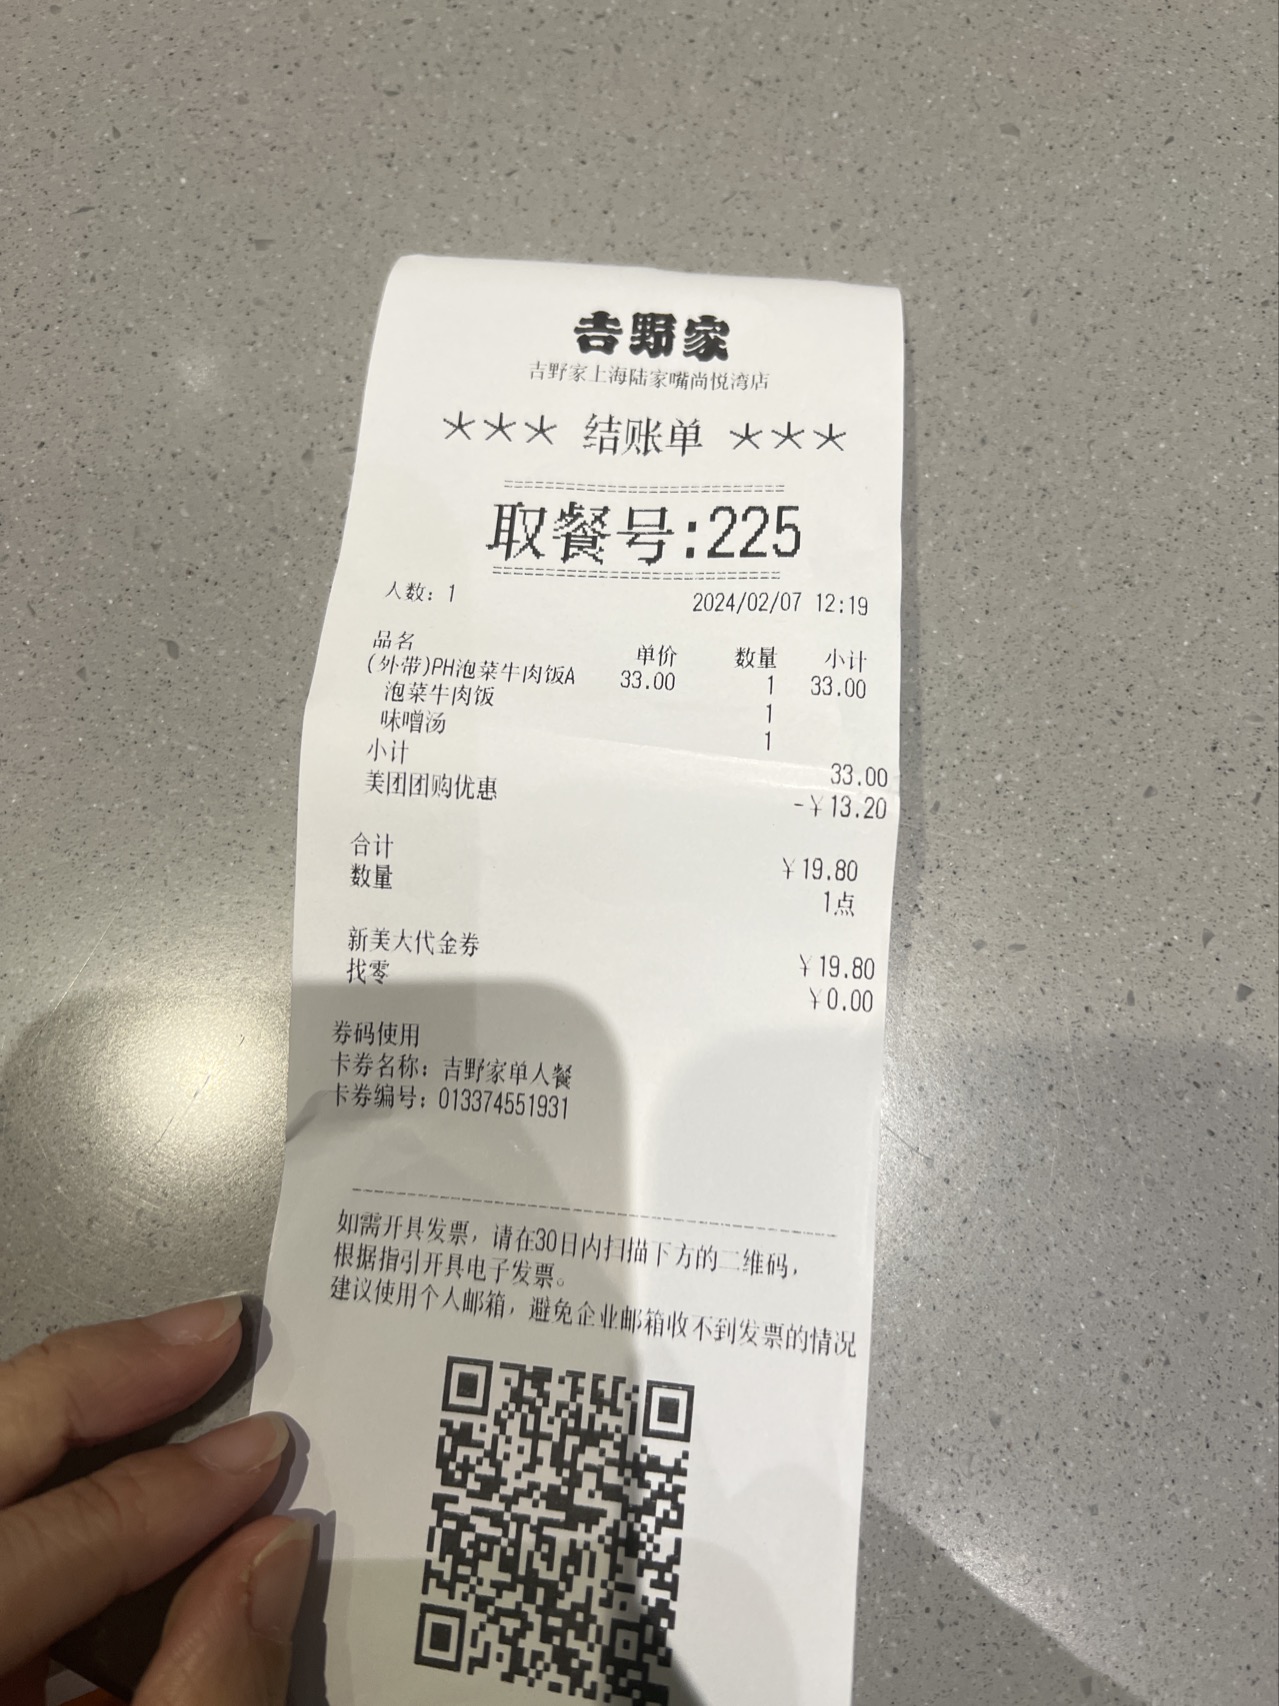 吉野家
吉野家上海陆家嘴尚悦湾店
*** 结账单 ***
取餐号:225
人数: 1 2024/02/07 12:19
品名 单价 数量 小计
(外带)PH泡菜牛肉饭A 33.00 1 33.00
泡菜牛肉饭 1
味噌汤 1
小计 33.00
美团团购优惠 -¥13.20
合计 ¥19.80
数量 1点
新美大代金券 ¥19.80
找零 ¥0.00
券码使用
卡券名称: 吉野家单人餐
卡券编号: 013374551931
如需开具发票, 请在30日内扫描下方的二维码,
根据指引开具电子发票。
建议使用个人邮箱, 避免企业邮箱收不到发票的情况